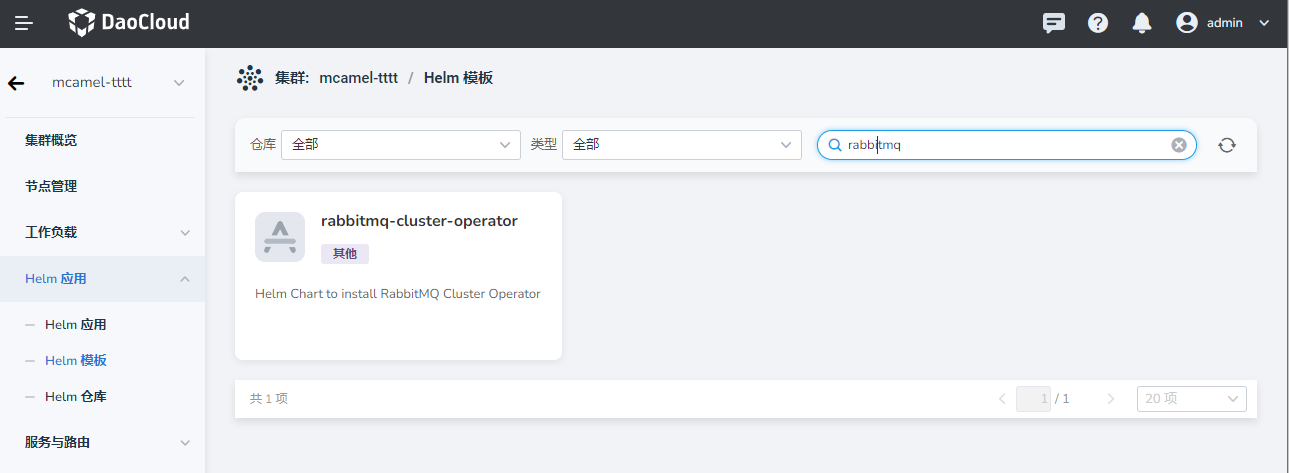 DaoCloud
admin
mcamel-tttt
集群: mcamel-tttt / Helm 模板
集群概览
节点管理
工作负载
Helm 应用
Helm 应用
Helm 模板
Helm 仓库
服务与路由
仓库 全部 类型 全部 rabbitmq
rabbitmq-cluster-operator
其他
Helm Chart to install RabbitMQ Cluster Operator
共 1 项 1 / 1 20 项